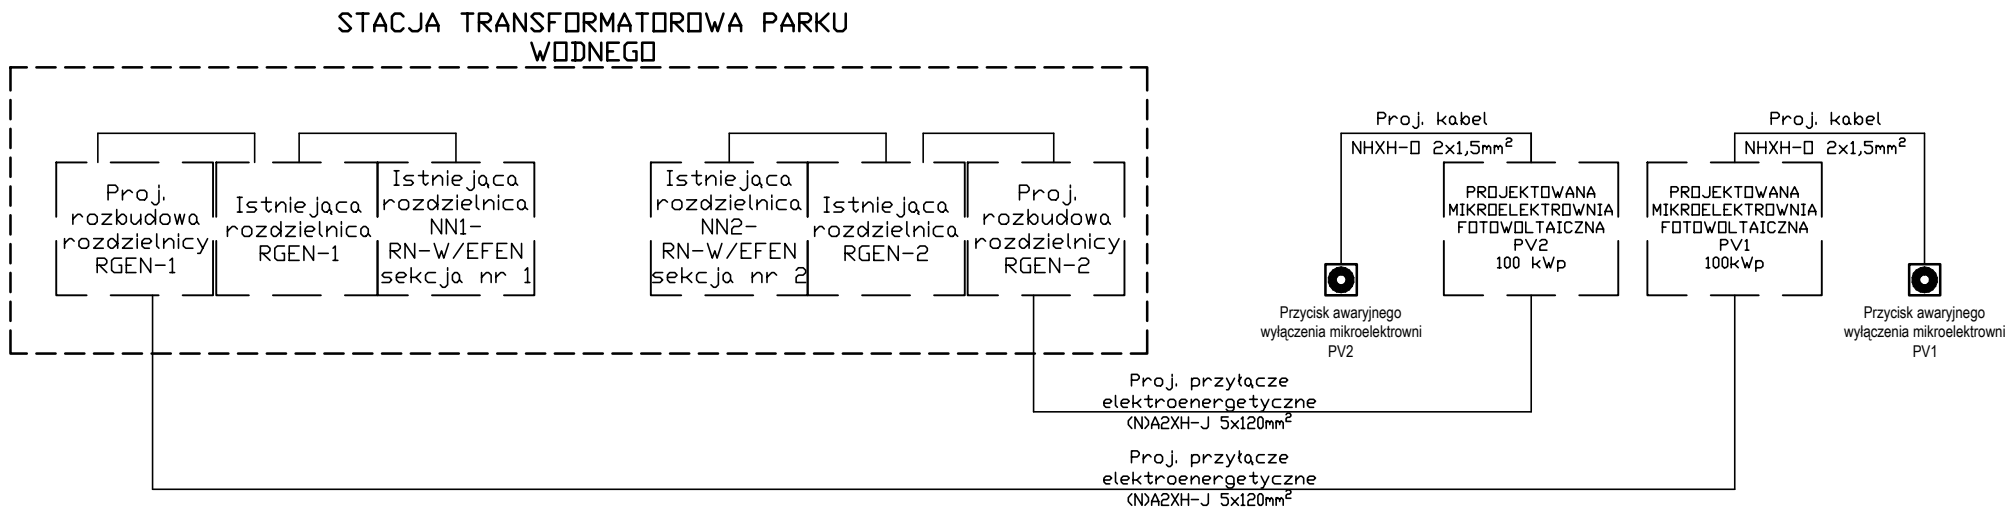 STACJA TRANSFORMATOROWA PARKU
WODNEGO
Proj.
rozbudowa
rozdzielnicy
RGEN-1
Istniejąca
rozdzielnica
RGEN-1
Istniejąca
rozdzielnica
NN1-
RN-W/EFEN
sekcja nr 1
Istniejąca
rozdzielnica
NN2-
RN-W/EFEN
sekcja nr 2
Istniejąca
rozdzielnica
RGEN-2
Proj.
rozbudowa
rozdzielnicy
RGEN-2
Proj. kabel
NHXH-O 2x1,5mm²
PROJEKTOWANA
MIKROELEKTROWNIA
FOTOWOLTAICZNA
PV2
100 kWp
Przycisk awaryjnego
wyłączenia mikroelektrowni
PV2
Proj. kabel
NHXH-O 2x1,5mm²
PROJEKTOWANA
MIKROELEKTROWNIA
FOTOWOLTAICZNA
PV1
100kWp
Przycisk awaryjnego
wyłączenia mikroelektrowni
PV1
Proj. przyłącze
elektroenergetyczne
(N)A2XH-J 5x120mm²
Proj. przyłącze
elektroenergetyczne
(N)A2XH-J 5x120mm²